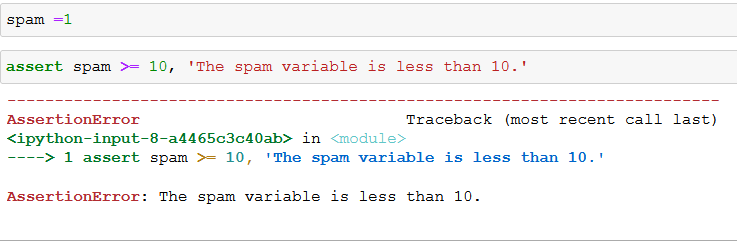 spam =1
assert spam >= 10, 'The spam variable is less than 10.'
---------------------------------------------------------------------------
AssertionError                            Traceback (most recent call last)
<ipython-input-8-a4465c3c40ab> in <module>
----> 1 assert spam >= 10, 'The spam variable is less than 10.'
AssertionError: The spam variable is less than 10.